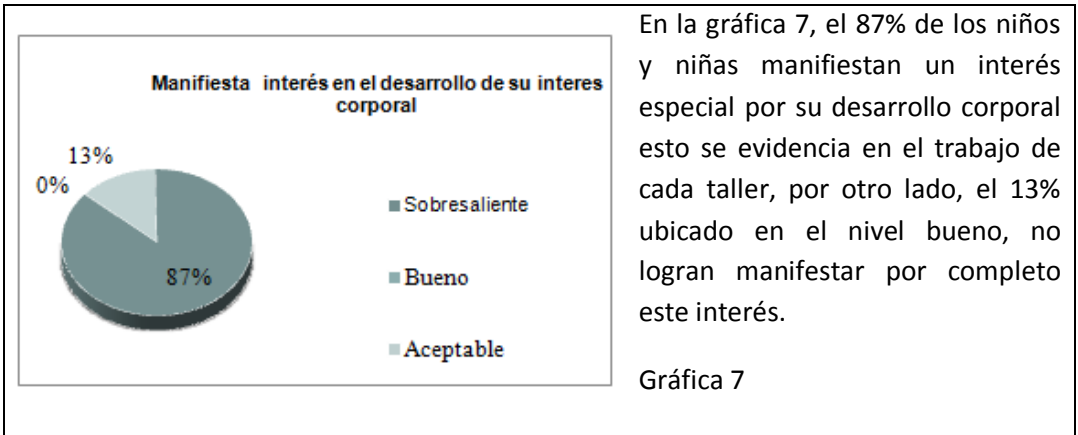 Manifiesta interés en el desarrollo de su interes
corporal
13%
0%
87%
Sobresaliente
Bueno
Aceptable
En la gráfica 7, el 87% de los niños
y niñas manifiestan un interés
especial por su desarrollo corporal
esto se evidencia en el trabajo de
cada taller, por otro lado, el 13%
ubicado en el nivel bueno, no
logran manifestar por completo
este interés.
Gráfica 7